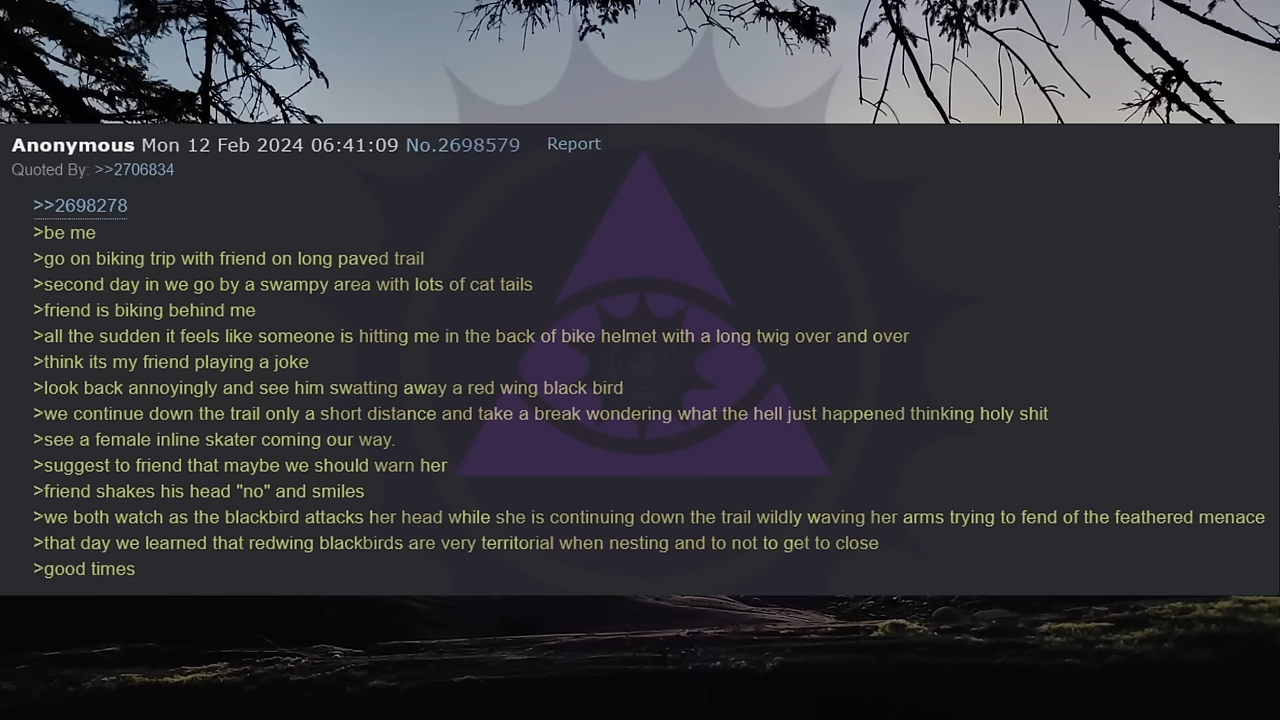 Anonymous Mon 12 Feb 2024 06:41:09 No.2698579 Report
Quoted By: >>2706834
>>2698278
>be me
>go on biking trip with friend on long paved trail
>second day in we go by a swampy area with lots of cat tails
>friend is biking behind me
>all the sudden it feels like someone is hitting me in the back of bike helmet with a long twig over and over
>think its my friend playing a joke
>look back annoyingly and see him swatting away a red wing black bird
>we continue down the trail only a short distance and take a break wondering what the hell just happened thinking holy shit
>see a female inline skater coming our way.
>suggest to friend that maybe we should warn her
>friend shakes his head "no" and smiles
>we both watch as the blackbird attacks her head while she is continuing down the trail wildly waving her arms trying to fend of the feathered menace
>that day we learned that redwing blackbirds are very territorial when nesting and to not to get to close
>good times